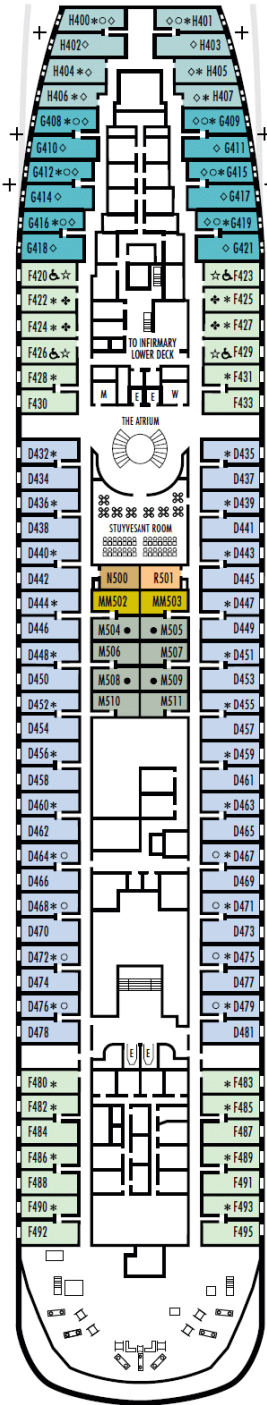 H400*○◇ ◇○*H401
H402◇ ◇H403
H404*◇ ◇*H405
H406*◇ ◇*H407
G408*○◇ ◇○*G409
G410◇ ◇G411
G412*○◇ ◇○*G415
G414◇ ◇G417
G416*○◇ ◇○*G419
G418◇ ◇G421
F420♿☆ ☆♿F423
F422*✤ ✤*F425
F424*✤ ✤*F427
F426♿☆ TO INFIRMARY ☆♿F429
LOWER DECK
F428* *F431
F430 M E E W F433
THE ATRIUM
D432* *D435
D434 D437
D436* *D439
D438 D441
STUYVESANT ROOM
D440* *D443
D442 N500 R501 D445
D444* MM502 MM503 *D447
D446 M504● ●M505 D449
D448* M506 M507 *D451
D450 M508● ●M509 D453
D452* M510 M511 *D455
D454 D457
D456* *D459
D458 D461
D460* *D463
D462 D465
D464*○ ○*D467
D466 D469
D468*○ ○*D471
D470 D473
D472*○ ○*D475
D474 D477
D476*○ ○*D479
D478 D481
E E
F480* *F483
F482* *F485
F484 F487
F486* *F489
F488 F491
F490* *F493
F492 F495